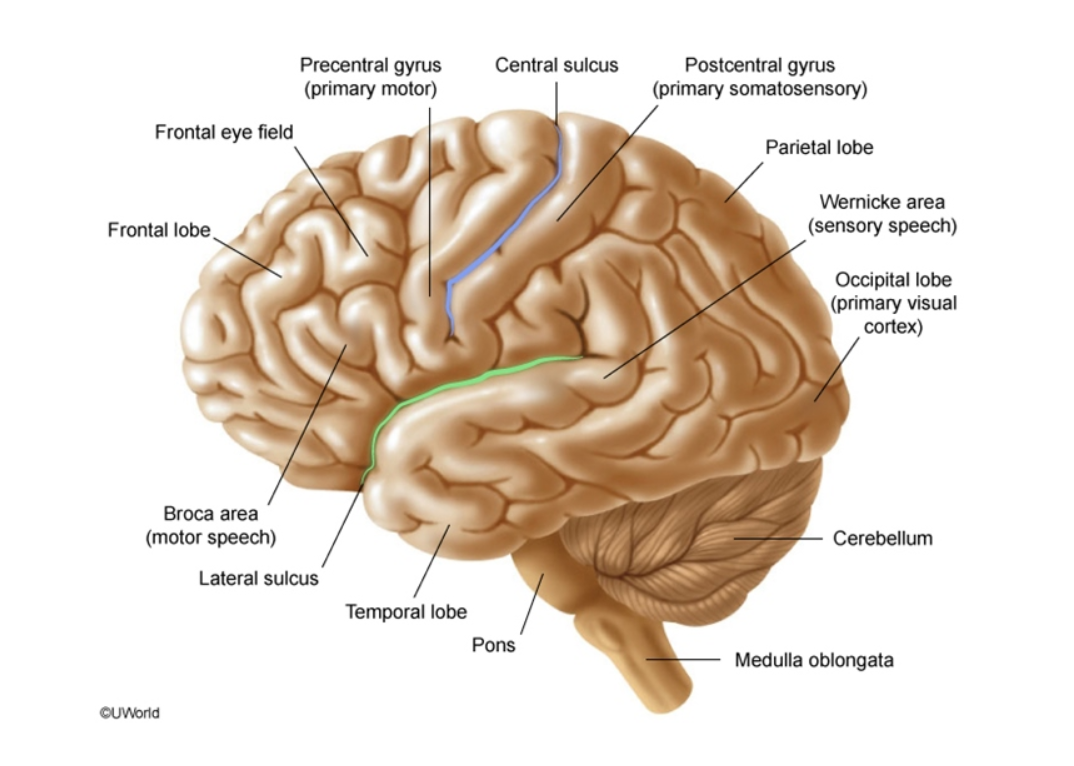 Precentral gyrus
(primary motor)
Central sulcus
Postcentral gyrus
(primary somatosensory)
Frontal eye field
Parietal lobe
Wernicke area
(sensory speech)
Frontal lobe
Occipital lobe
(primary visual
cortex)
Broca area
(motor speech)
Cerebellum
Lateral sulcus
Temporal lobe
Pons
Medulla oblongata
©UWorld